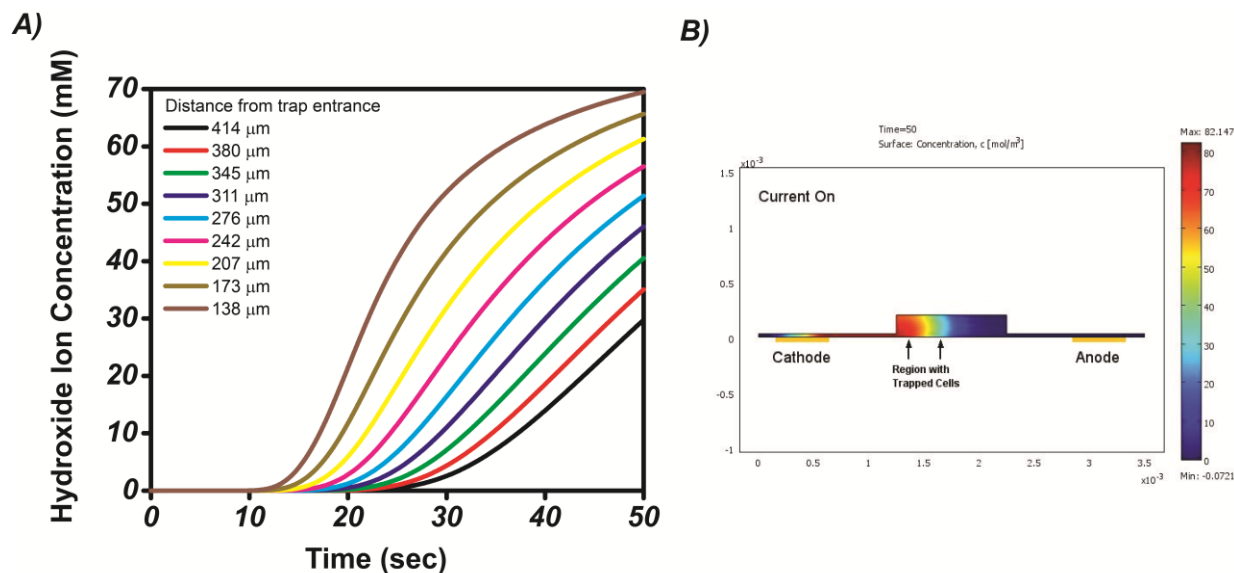 A)
Hydroxide Ion Concentration (mM)
70
60
50
40
30
20
10
0
Distance from trap entrance
414 µm
380 µm
345 µm
311 µm
276 µm
242 µm
207 µm
173 µm
138 µm
0 10 20 30 40 50
Time (sec)
B)
Time=50
Surface: Concentration, c [mol/m³]
Max: 82.147
x10⁻³
1.5
1
0.5
0
-0.5
-1
Current On
Cathode
Anode
Region with
Trapped Cells
0 0.5 1 1.5 2 2.5 3 3.5
x10⁻³
80
70
60
50
40
30
20
10
0
Min: -0.0721